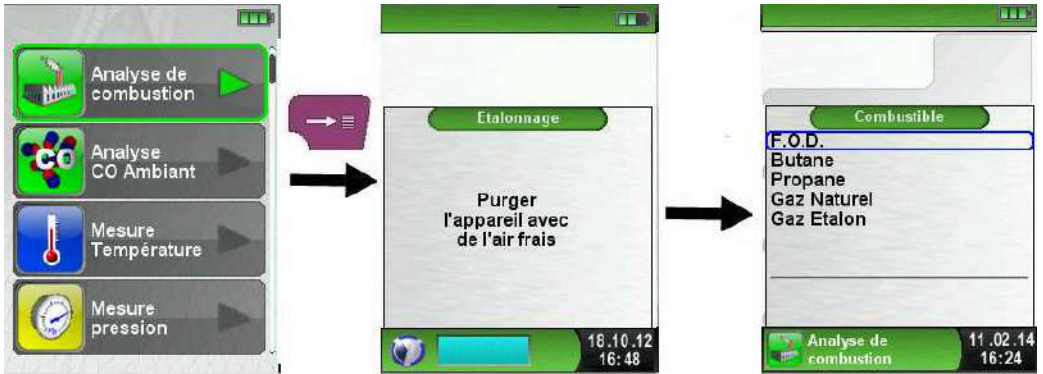 Analyse de
combustion
CO
Analyse
CO Ambiant
Mesure
Température
Mesure
pression
Etalonnage
Purger
l'appareil avec
de l'air frais
18.10.12
16:48
Combustible
F.O.D.
Butane
Propane
Gaz Naturel
Gaz Etalon
Analyse de
combustion
11.02.14
16:24